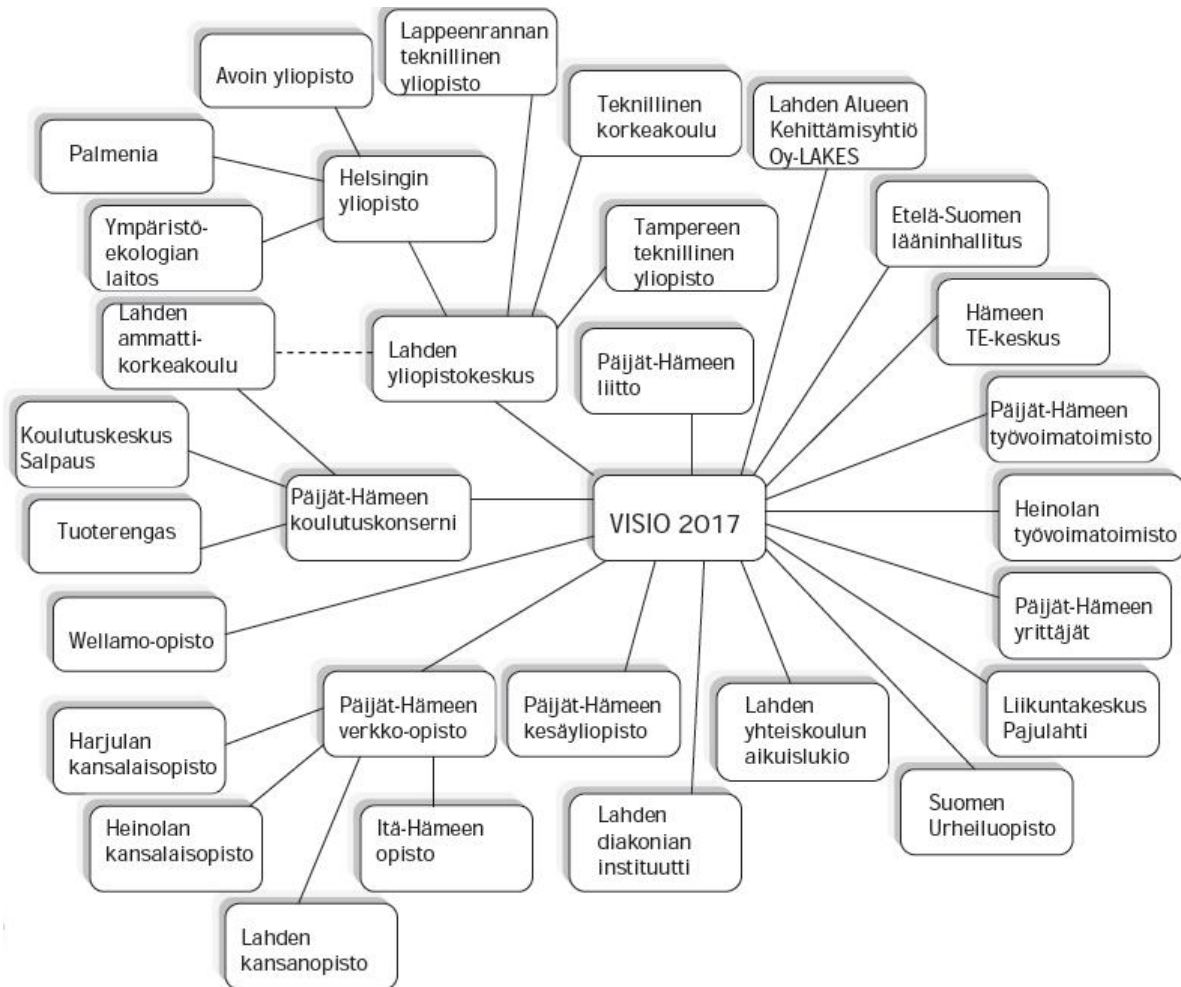 Lappeenrannan
teknillinen
yliopisto
Avoin yliopisto
Teknillinen
korkeakoulu
Lahden Alueen
Kehittämisyhtiö
Oy-LAKES
Palmenia
Helsingin
yliopisto
Etelä-Suomen
lääninhallitus
Ympäristö-
ekologian
laitos
Tampereen
teknillinen
yliopisto
Lahden
ammatti-
korkeakoulu
Lahden
yliopistokeskus
Päijät-Hämeen
liitto
Hämeen
TE-keskus
Koulutuskeskus
Salpaus
Päijät-Hämeen
työvoimatoimisto
Päijät-Hämeen
koulutuskonserni
VISIO 2017
Heinolan
työvoimatoimisto
Tuoterengas
Päijät-Hämeen
yrittäjät
Wellamo-opisto
Päijät-Hämeen
verkko-opisto
Päijät-Hämeen
kesäyliopisto
Lahden
yhteiskoulun
aikuislukio
Liikuntakeskus
Pajulahti
Harjulan
kansalaisopisto
Suomen
Urheiluopisto
Heinolan
kansalaisopisto
Itä-Hämeen
opisto
Lahden
diakonian
instituutti
Lahden
kansanopisto